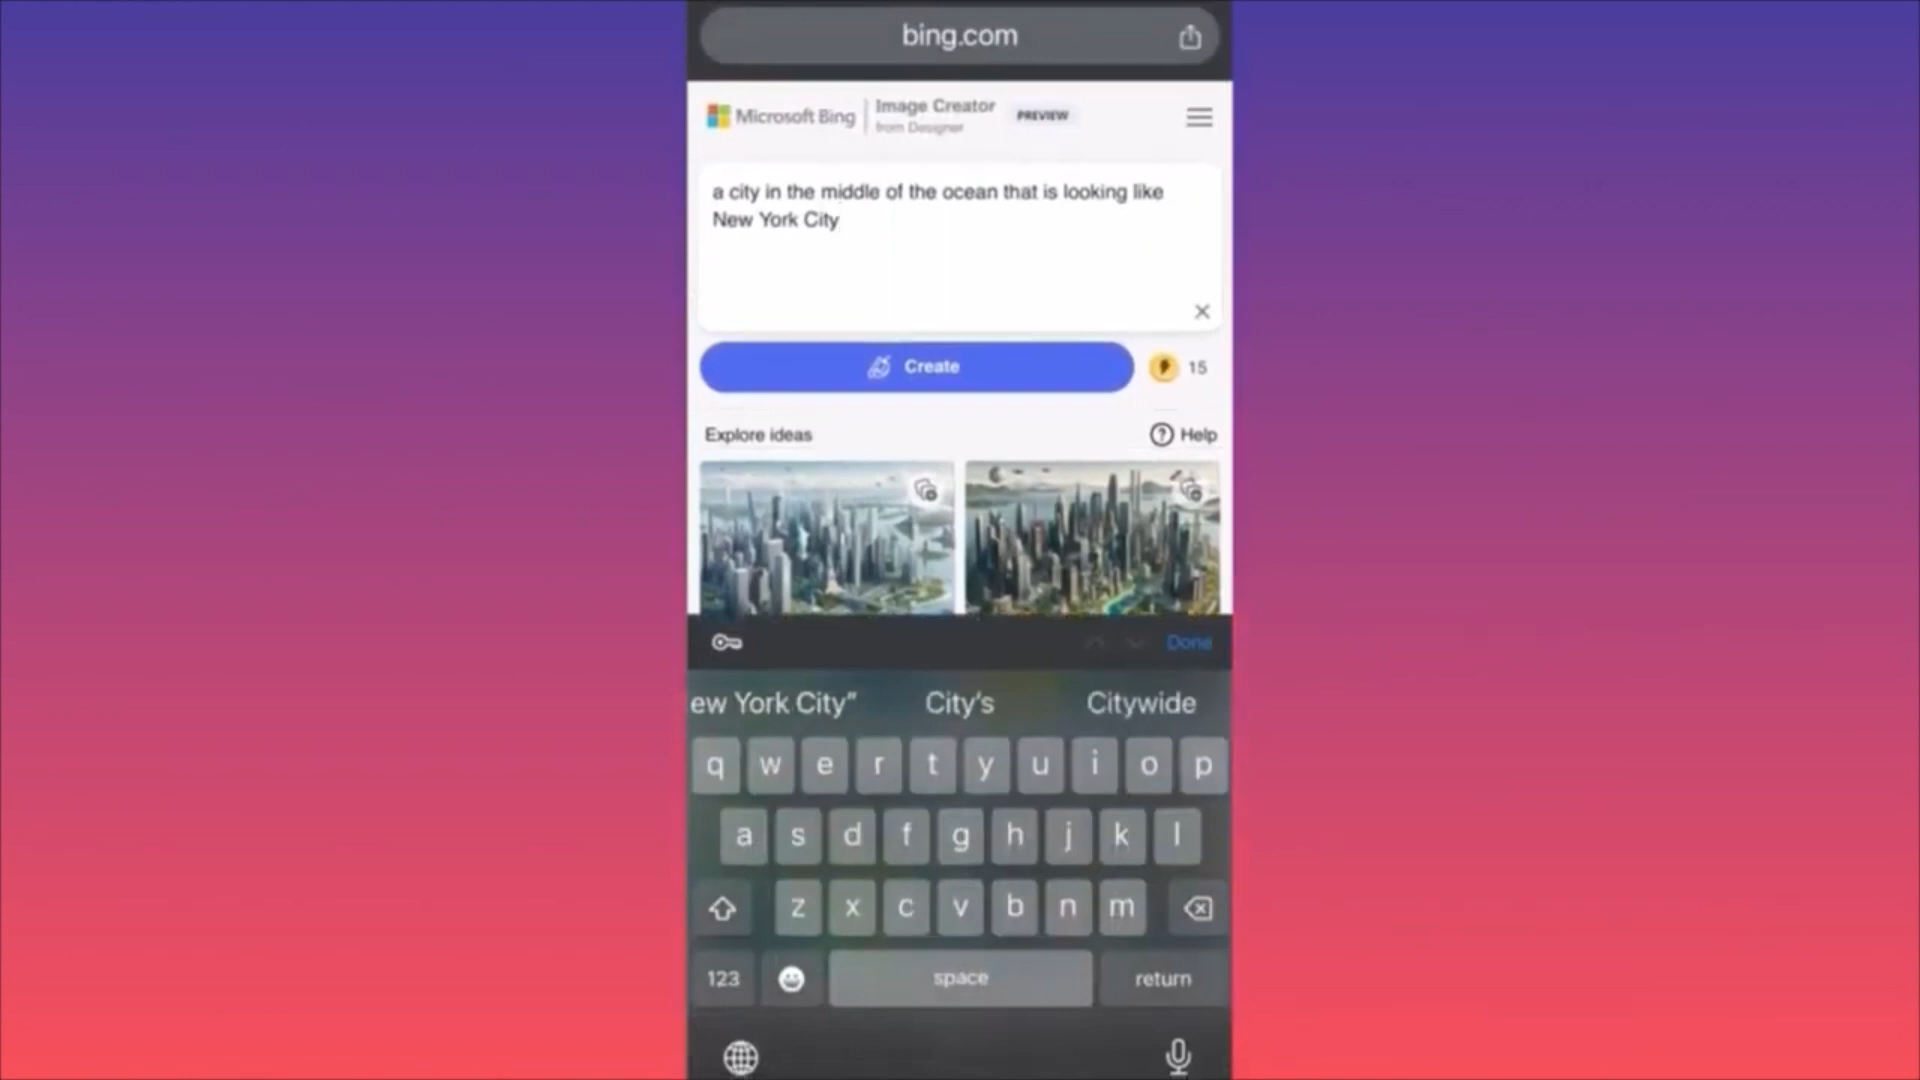 bing.com
Microsoft Bing
Image Creator
from Designer
PREVIEW
a city in the middle of the ocean that is looking like
New York City
Create
15
Explore ideas
Help
Done
ew York City”
City’s
Citywide
q w e r t y u i o p
a s d f g h j k l
z x c v b n m
123
space
return